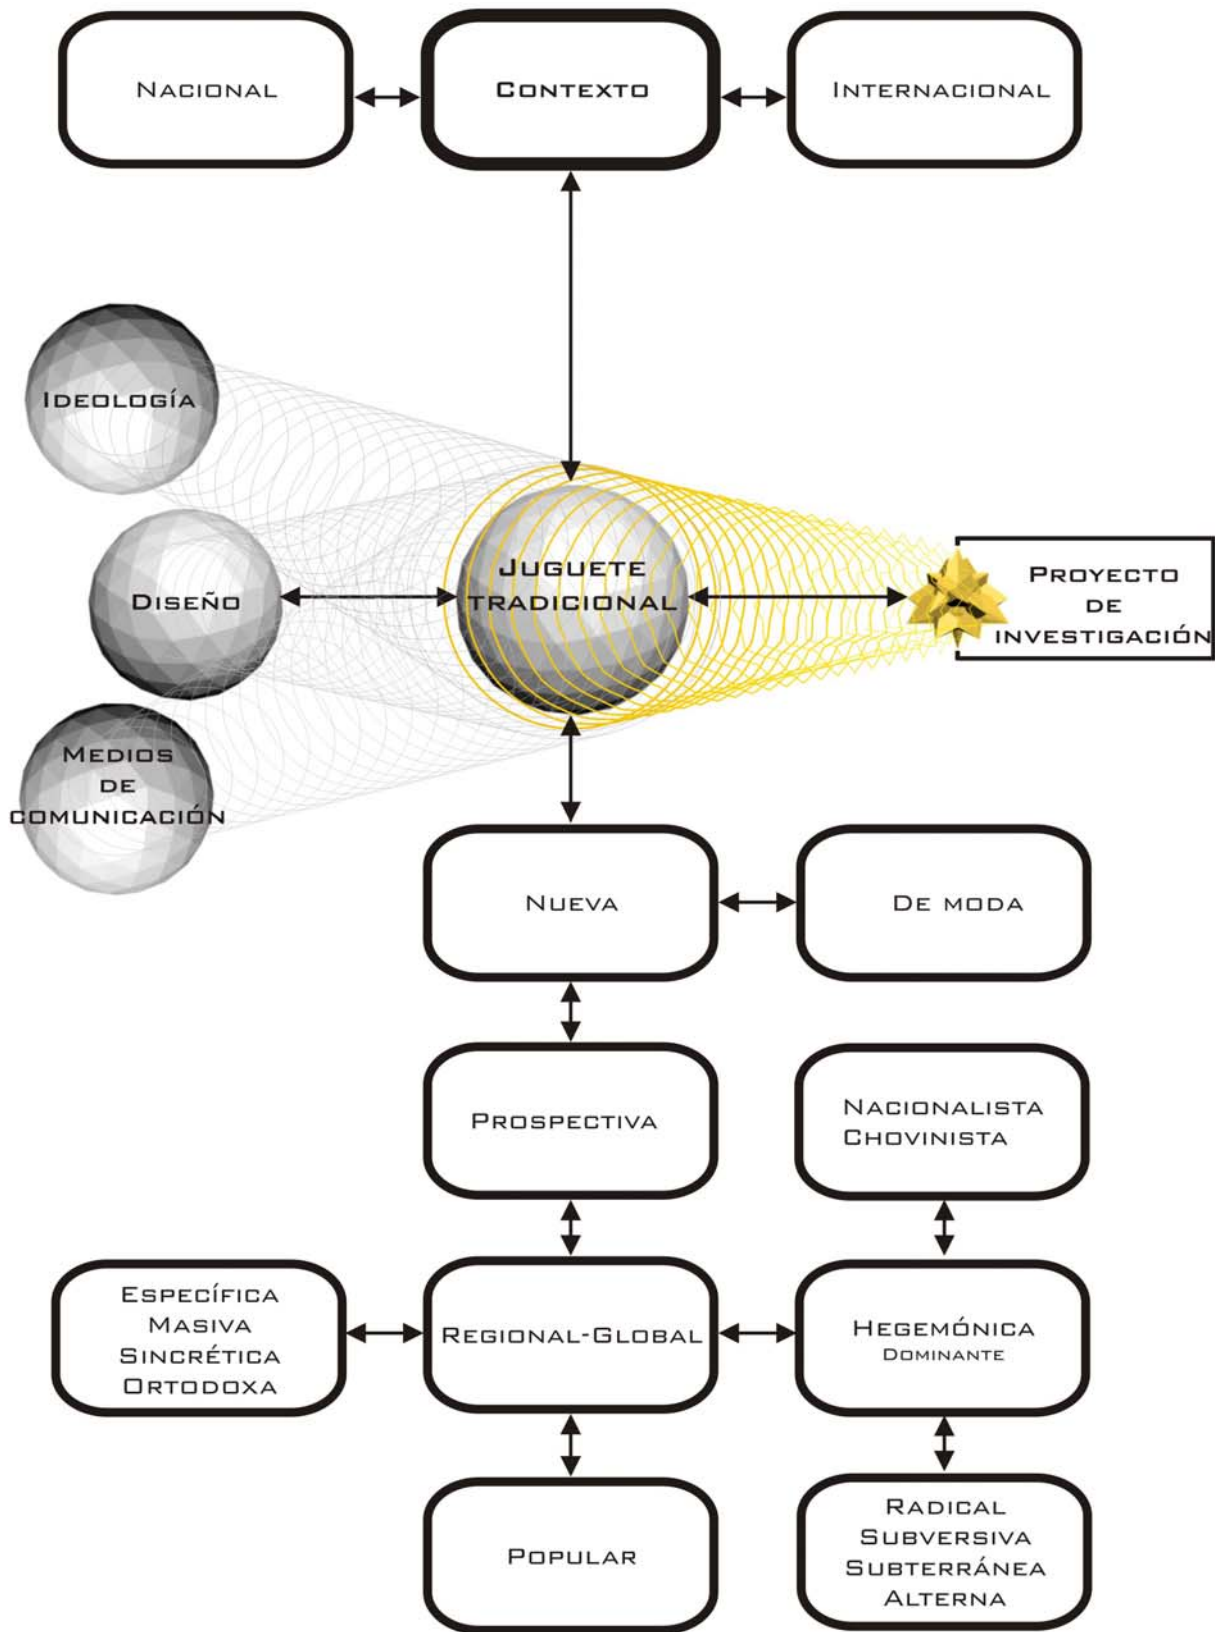 NACIONAL
CONTEXTO
INTERNACIONAL
IDEOLOGÍA
DISEÑO
JUGUETE
TRADICIONAL
PROYECTO
DE
INVESTIGACIÓN
MEDIOS
DE
COMUNICACIÓN
NUEVA
DE MODA
PROSPECTIVA
NACIONALISTA
CHOVINISTA
ESPECÍFICA
MASIVA
SINCRÉTICA
ORTODOXA
REGIONAL-GLOBAL
HEGEMÓNICA
DOMINANTE
POPULAR
RADICAL
SUBVERSIVA
SUBTERRÁNEA
ALTERNA